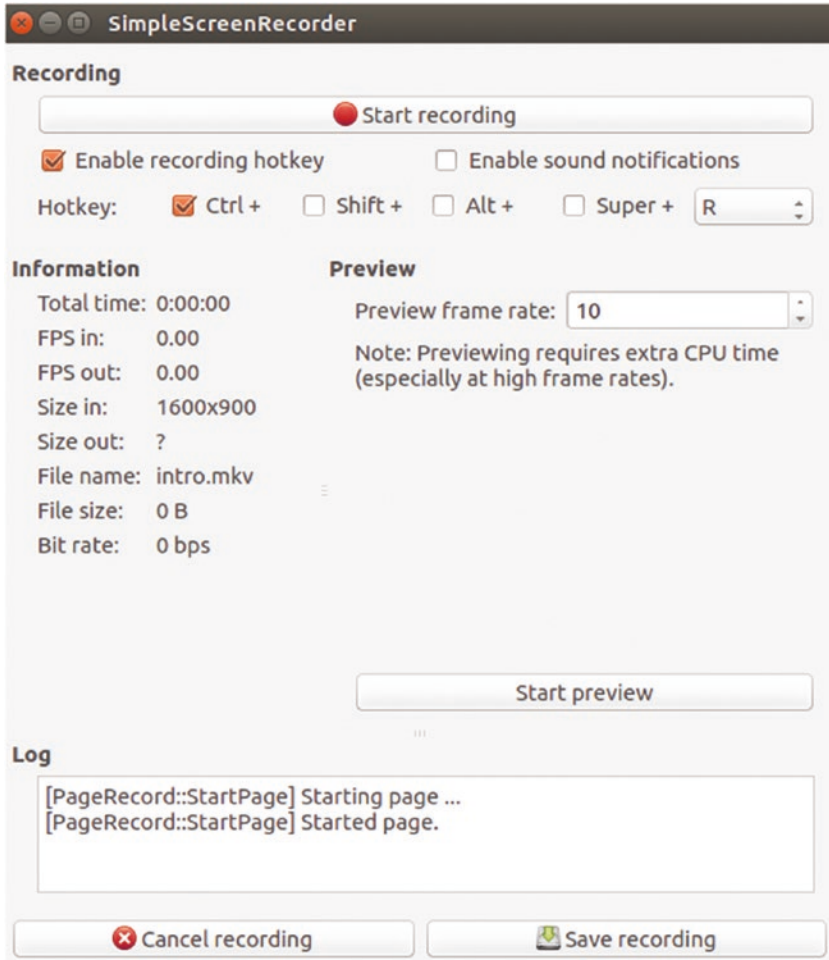 SimpleScreenRecorder
Recording
Start recording
Enable recording hotkey
Enable sound notifications
Hotkey: Ctrl + Shift + Alt + Super + R
Information
Total time: 0:00:00
FPS in: 0.00
FPS out: 0.00
Size in: 1600x900
Size out: ?
File name: intro.mkv
File size: 0 B
Bit rate: 0 bps
Preview
Preview frame rate: 10
Note: Previewing requires extra CPU time
(especially at high frame rates).
Start preview
Log
[PageRecord::StartPage] Starting page ...
[PageRecord::StartPage] Started page.
Cancel recording
Save recording